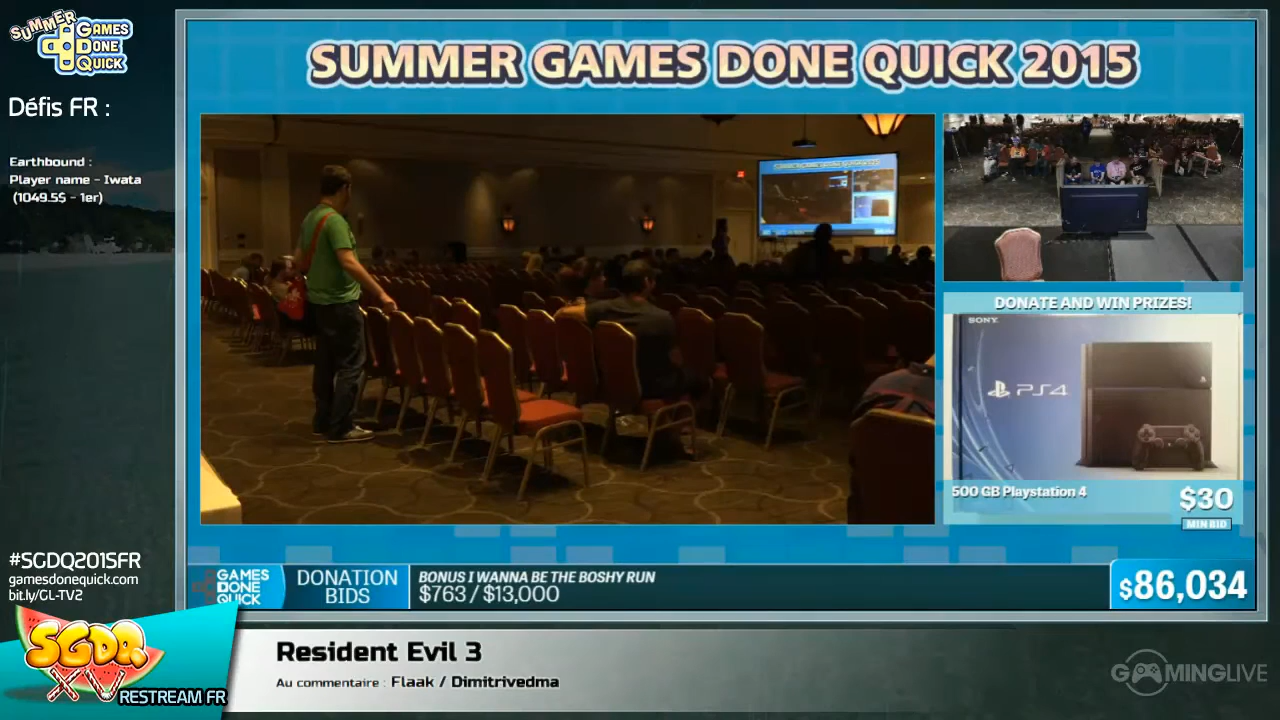 SUMMER
GAMES
DONE
QUICK
Défis FR :
Earthbound :
Player name - Iwata
(1049.5$ - 1er)
#SGDQ2015FR
gamesdonequick.com
bit.ly/GL-TV2
SUMMER GAMES DONE QUICK 2015
DONATE AND WIN PRIZES!
SONY
PS4
500 GB Playstation 4
$30
MIN BID
GAMES
DONE
QUICK
DONATION
BIDS
BONUS I WANNA BE THE BOSHY RUN
$763 / $13,000
$86,034
SGDQ
XV
RESTREAM FR
Resident Evil 3
Au commentaire : Flaak / Dimitrivedma
GAMINGLIVE